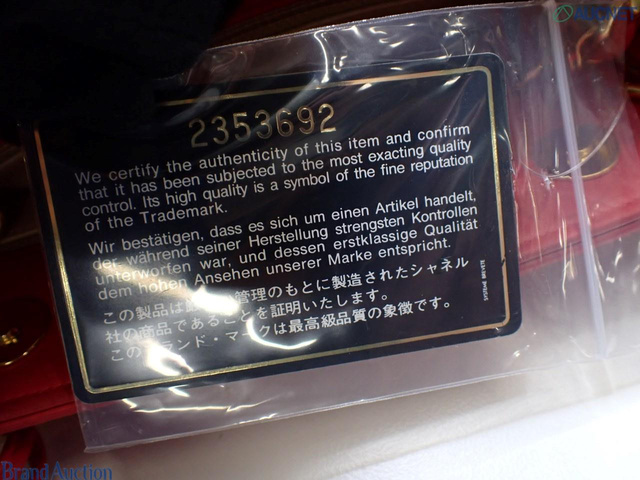 2353692
We certify the authenticity of this item and confirm
that it has been subjected to the most exacting quality
control. Its high quality is a symbol of the fine reputation
of the Trademark.
Wir bestätigen, dass es sich um einen Artikel handelt,
der während seiner Herstellung strengsten Kontrollen
unterworfen war, und dessen erstklassige Qualität
dem hohen Ansehen unserer Marke entspricht.
この製品は 管理のもとに製造されたシャネル
社の商品であることを証明いたします。
このブランド・マークは最高級品質の象徴です。
SYSTEME BREVETE
Brand Auction